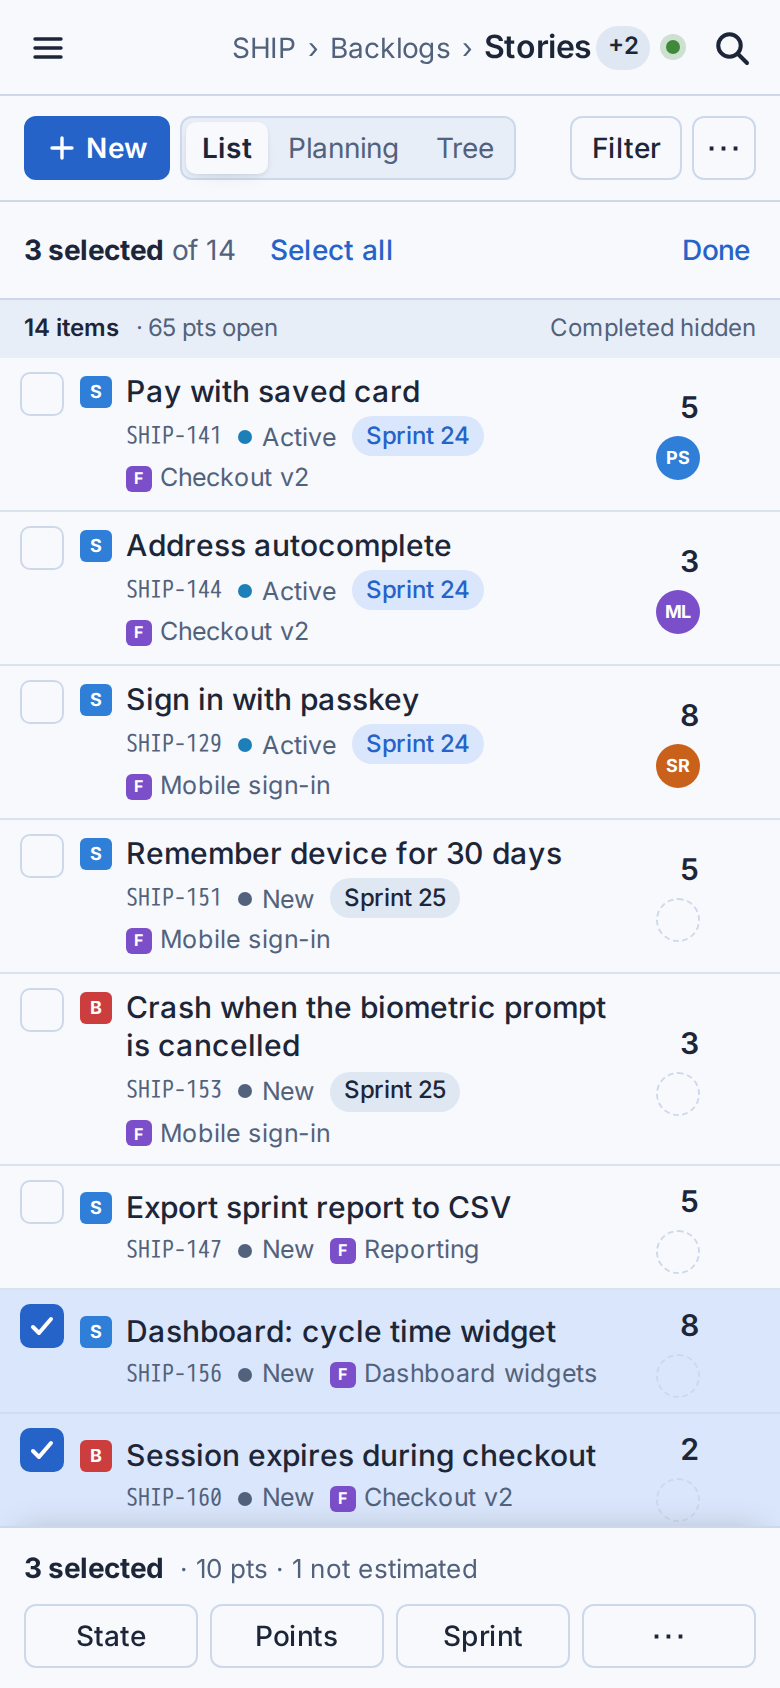 SHIP › Backlogs › Stories +2
+ New List Planning Tree Filter ···
3 selected of 14 Select all Done
14 items · 65 pts open Completed hidden
S Pay with saved card 5
SHIP-141 Active Sprint 24 PS
F Checkout v2
S Address autocomplete 3
SHIP-144 Active Sprint 24 ML
F Checkout v2
S Sign in with passkey 8
SHIP-129 Active Sprint 24 SR
F Mobile sign-in
S Remember device for 30 days 5
SHIP-151 New Sprint 25
F Mobile sign-in
B Crash when the biometric prompt
is cancelled 3
SHIP-153 New Sprint 25
F Mobile sign-in
S Export sprint report to CSV 5
SHIP-147 New F Reporting
S Dashboard: cycle time widget 8
SHIP-156 New F Dashboard widgets
B Session expires during checkout 2
SHIP-160 New F Checkout v2
3 selected · 10 pts · 1 not estimated
State Points Sprint ···